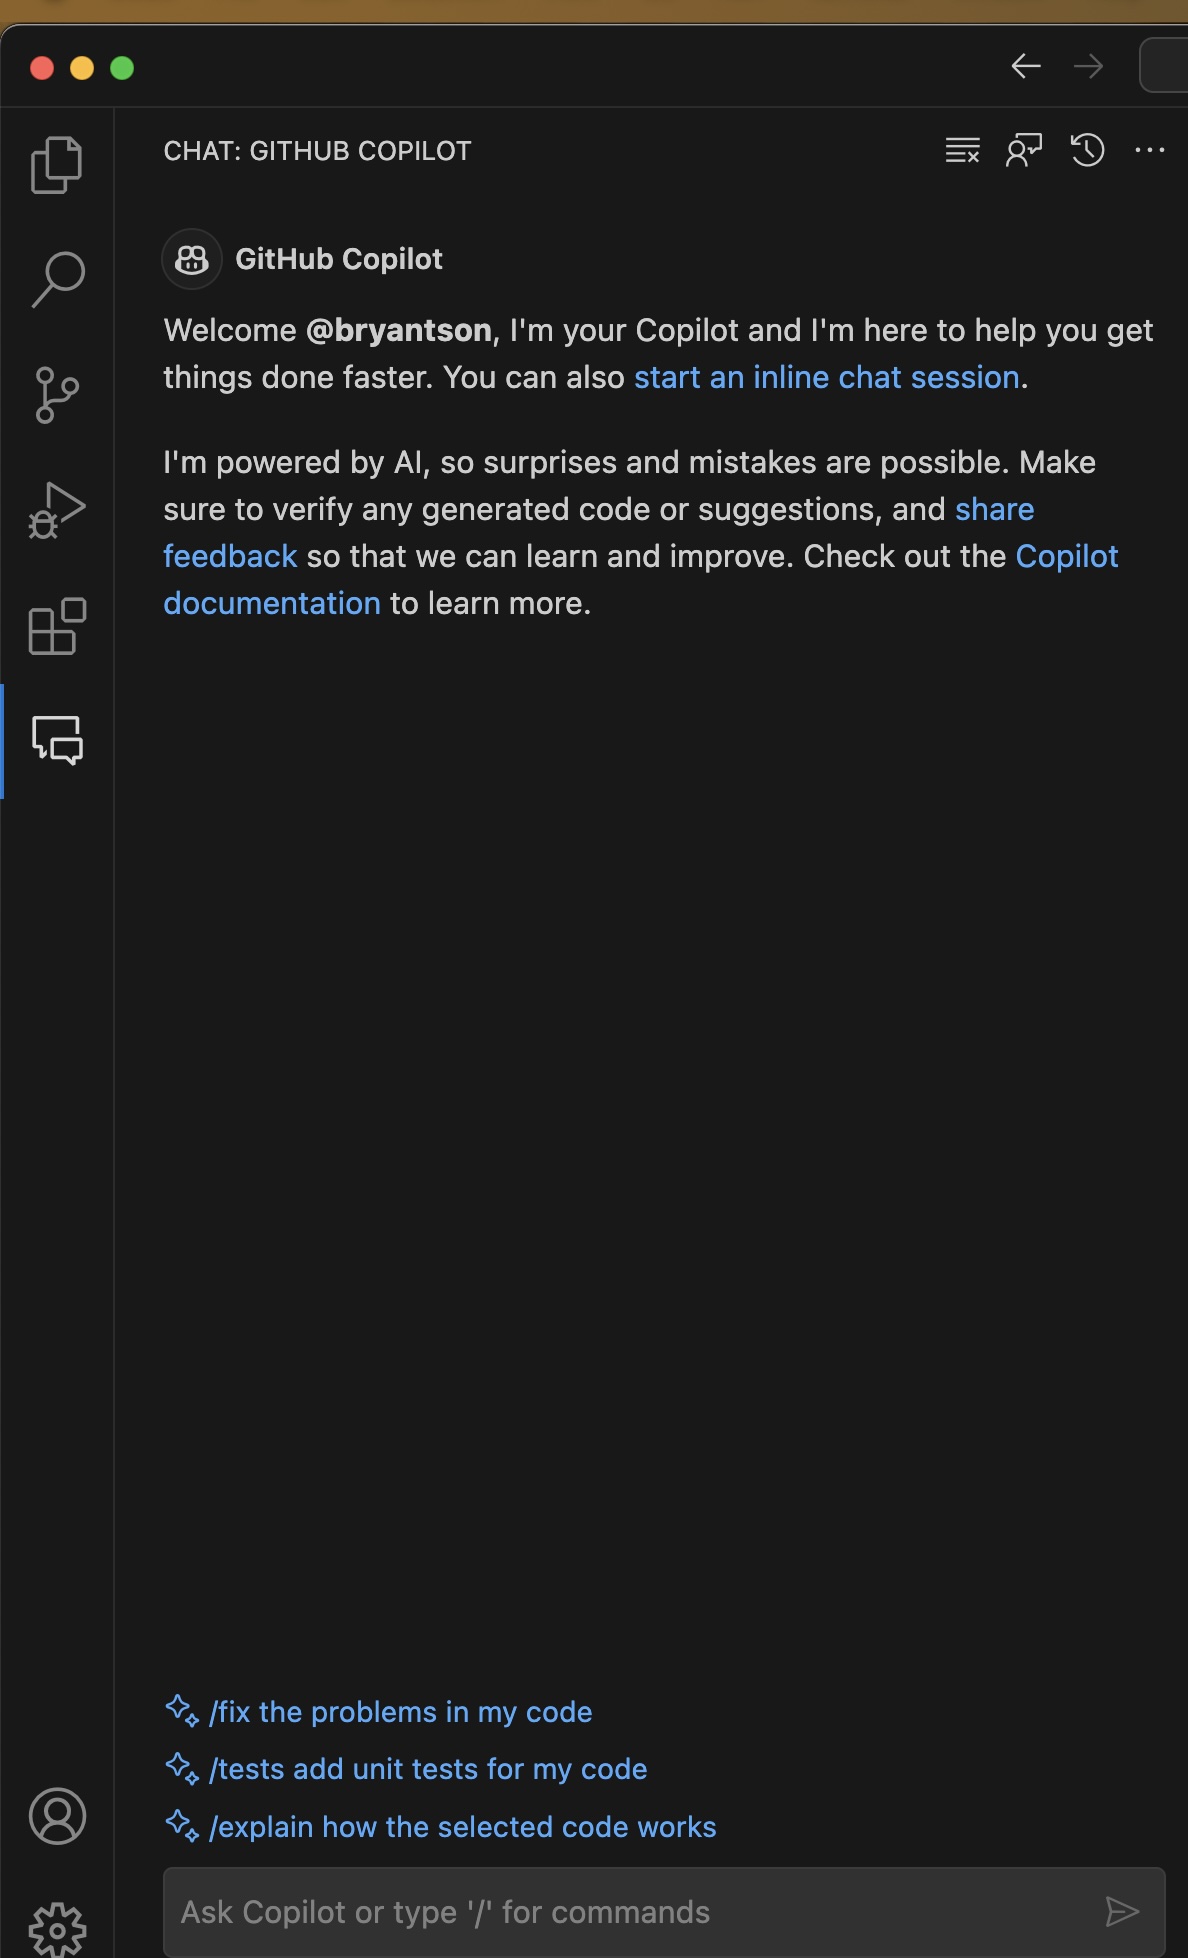 CHAT: GITHUB COPILOT
GitHub Copilot
Welcome @bryantson, I'm your Copilot and I'm here to help you get
things done faster. You can also start an inline chat session.
I'm powered by AI, so surprises and mistakes are possible. Make
sure to verify any generated code or suggestions, and share
feedback so that we can learn and improve. Check out the Copilot
documentation to learn more.
/fix the problems in my code
/tests add unit tests for my code
/explain how the selected code works
Ask Copilot or type '/' for commands